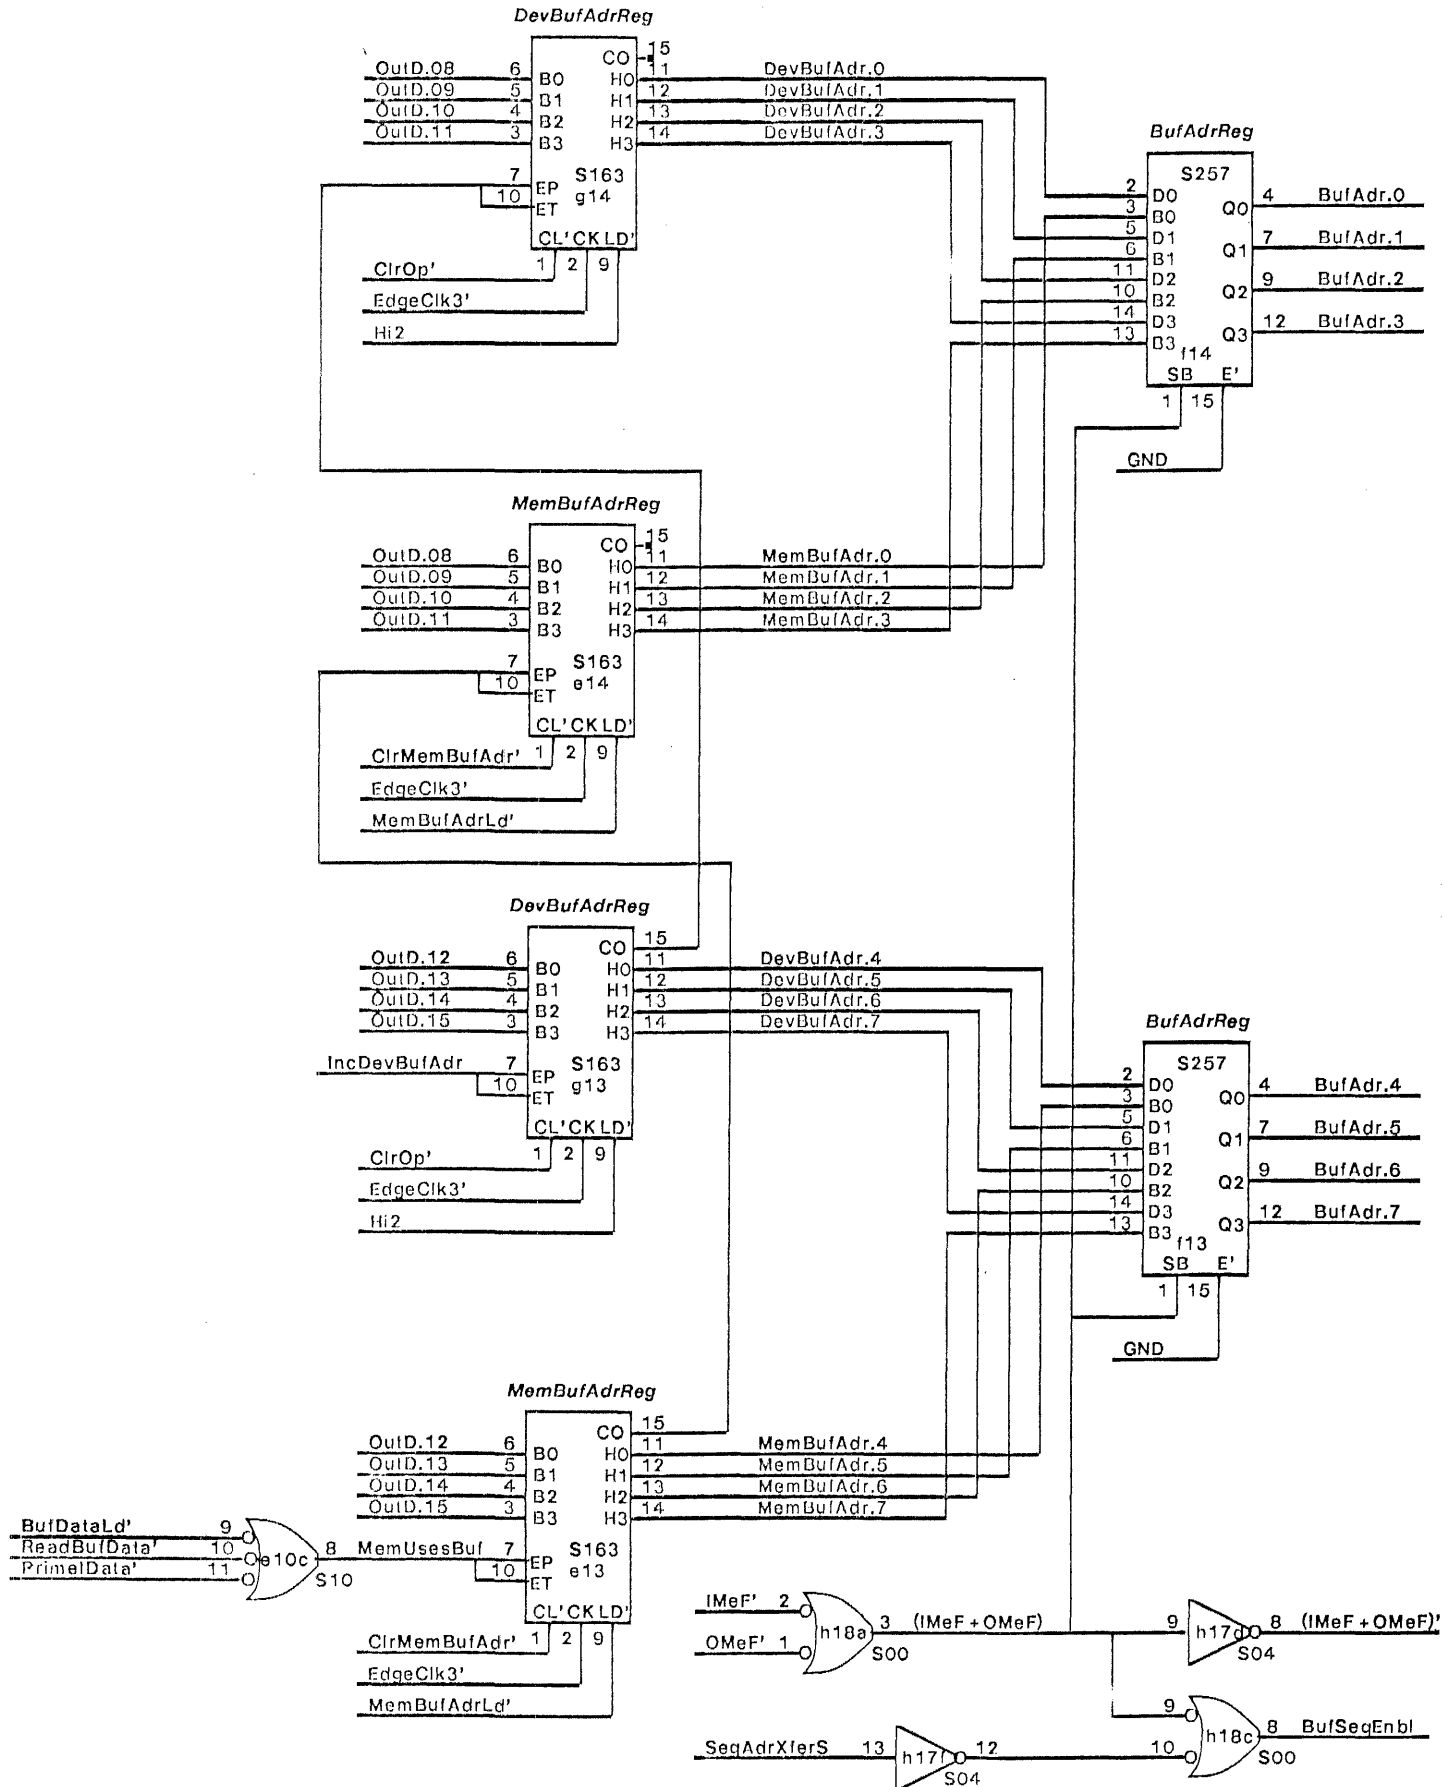 DevBufAdrReg
CO 15
OutD.08 6 B0 H0 11 DevBufAdr.0
OutD.09 5 B1 H1 12 DevBufAdr.1
OutD.10 4 B2 H2 13 DevBufAdr.2
OutD.11 3 B3 H3 14 DevBufAdr.3
7 EP S163
10 ET g14
CL' CK LD'
1 2 9
ClrOp'
EdgeClk3'
Hi2
BufAdrReg
S257
2 D0 Q0 4 BufAdr.0
3 B0
5 D1 Q1 7 BufAdr.1
6 B1
11 D2 Q2 9 BufAdr.2
10 B2
14 D3 Q3 12 BufAdr.3
13 B3
f14
SB E'
1 15
GND
MemBufAdrReg
CO 15
OutD.08 6 B0 H0 11 MemBufAdr.0
OutD.09 5 B1 H1 12 MemBufAdr.1
OutD.10 4 B2 H2 13 MemBufAdr.2
OutD.11 3 B3 H3 14 MemBufAdr.3
7 EP S163
10 ET e14
CL' CK LD'
1 2 9
ClrMemBufAdr'
EdgeClk3'
MemBufAdrLd'
DevBufAdrReg
CO 15
OutD.12 6 B0 H0 11 DevBufAdr.4
OutD.13 5 B1 H1 12 DevBufAdr.5
OutD.14 4 B2 H2 13 DevBufAdr.6
OutD.15 3 B3 H3 14 DevBufAdr.7
IncDevBufAdr 7 EP S163
10 ET g13
CL' CK LD'
1 2 9
ClrOp'
EdgeClk3'
Hi2
BufAdrReg
S257
2 D0 Q0 4 BufAdr.4
3 B0
5 D1 Q1 7 BufAdr.5
6 B1
11 D2 Q2 9 BufAdr.6
10 B2
14 D3 Q3 12 BufAdr.7
13 B3
f13
SB E'
1 15
GND
MemBufAdrReg
CO 15
OutD.12 6 B0 H0 11 MemBufAdr.4
OutD.13 5 B1 H1 12 MemBufAdr.5
OutD.14 4 B2 H2 13 MemBufAdr.6
OutD.15 3 B3 H3 14 MemBufAdr.7
BufDataLd' 9
ReadBufData' 10 e10c 8 MemUsesBuf 7 EP S163
PrimeIData' 11 S10 10 ET e13
CL' CK LD'
1 2 9
ClrMemBufAdr'
EdgeClk3'
MemBufAdrLd'
IMeF' 2
h18a 3 (IMeF+OMeF) 9 h17d 8 (IMeF+OMeF)'
OMeF' 1 S00 S04
9
h18c 8 BufSeqEnbl
SeqAdrXferS 13 h17f 12 10 S00
S04